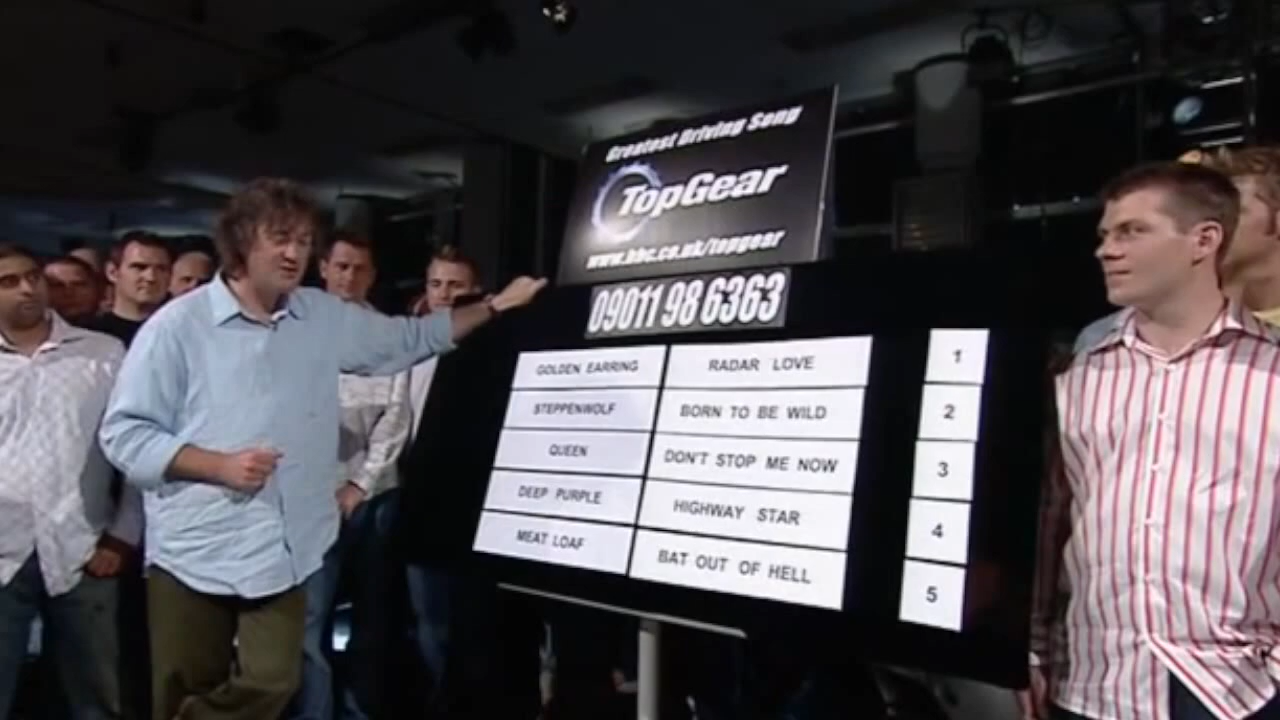 Greatest Driving Song
TopGear
www.bbc.co.uk/topgear
09011 98 6363
GOLDEN EARRING RADAR LOVE 1
STEPPENWOLF BORN TO BE WILD 2
QUEEN DON'T STOP ME NOW 3
DEEP PURPLE HIGHWAY STAR 4
MEAT LOAF BAT OUT OF HELL 5